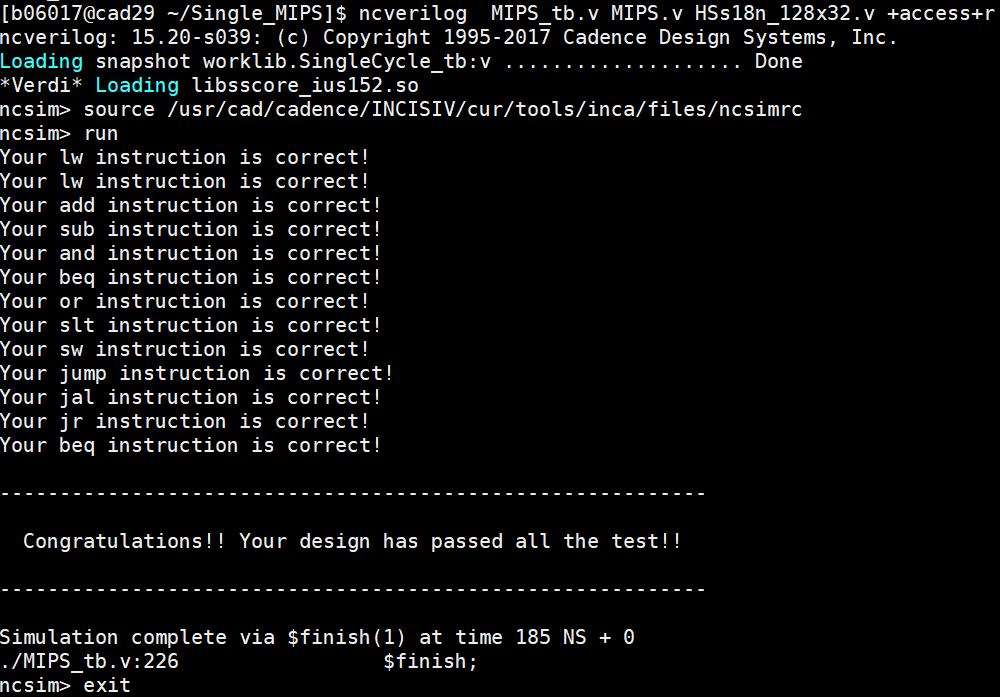 [b06017@cad29 ~/Single_MIPS]$ ncverilog  MIPS_tb.v MIPS.v HSs18n_128x32.v +access+r
ncverilog: 15.20-s039: (c) Copyright 1995-2017 Cadence Design Systems, Inc.
Loading snapshot worklib.SingleCycle_tb:v .................... Done
*Verdi* Loading libsscore_ius152.so
ncsim> source /usr/cad/cadence/INCISIV/cur/tools/inca/files/ncsimrc
ncsim> run
Your lw instruction is correct!
Your lw instruction is correct!
Your add instruction is correct!
Your sub instruction is correct!
Your and instruction is correct!
Your beq instruction is correct!
Your or instruction is correct!
Your slt instruction is correct!
Your sw instruction is correct!
Your jump instruction is correct!
Your jal instruction is correct!
Your jr instruction is correct!
Your beq instruction is correct!
-----------------------------------------------------------
Congratulations!! Your design has passed all the test!!
-----------------------------------------------------------
Simulation complete via $finish(1) at time 185 NS + 0
./MIPS_tb.v:226                 $finish;
ncsim> exit